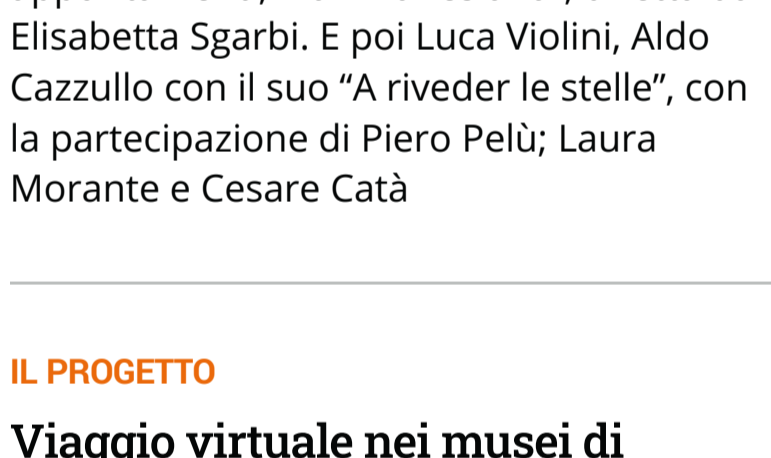 Elisabetta Sgarbi. E poi Luca Violini, Aldo
Cazzullo con il suo “A riveder le stelle”, con
la partecipazione di Piero Pelù; Laura
Morante e Cesare Catà
IL PROGETTO
Viaggio virtuale nei musei di